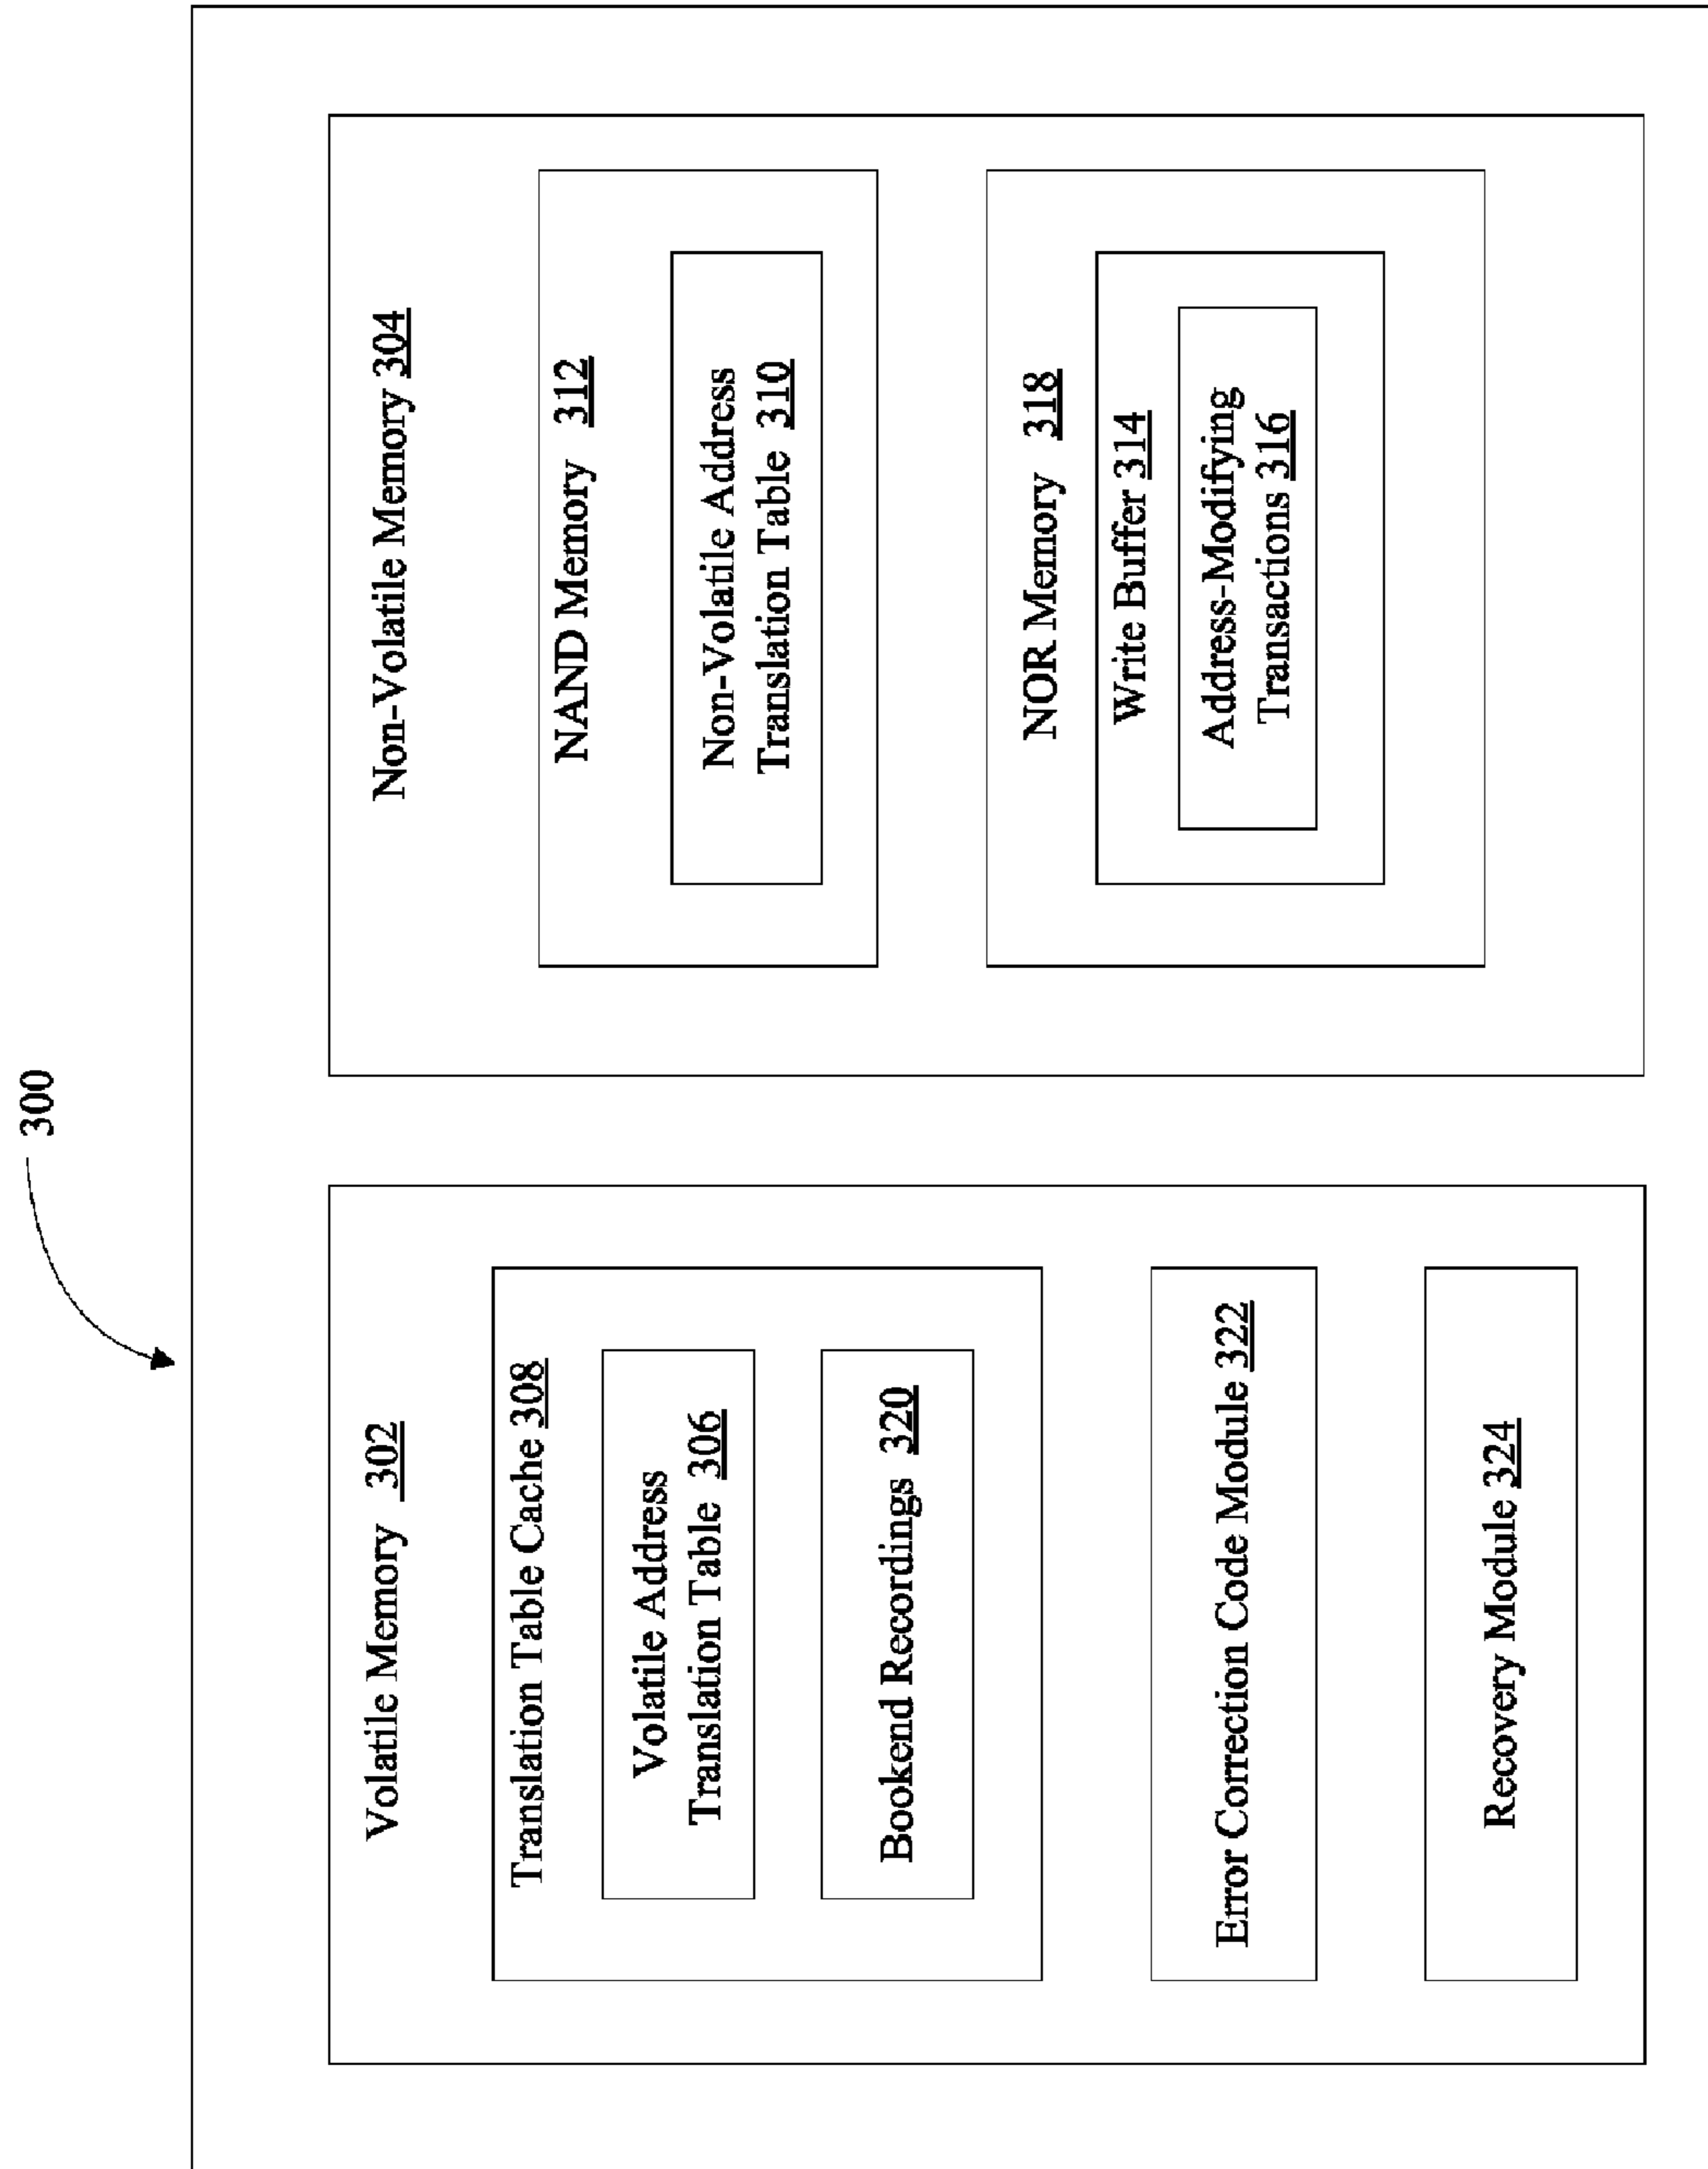 300
Volatile Memory 302
Translation Table Cache 308
Volatile Address
Translation Table 306
Bookend Recordings 320
Error Correction Code Module 322
Recovery Module 324
Non-Volatile Memory 304
NAND Memory 312
Non-Volatile Address
Translation Table 310
NOR Memory 318
Write Buffer 314
Address-Modifying
Transactions 316